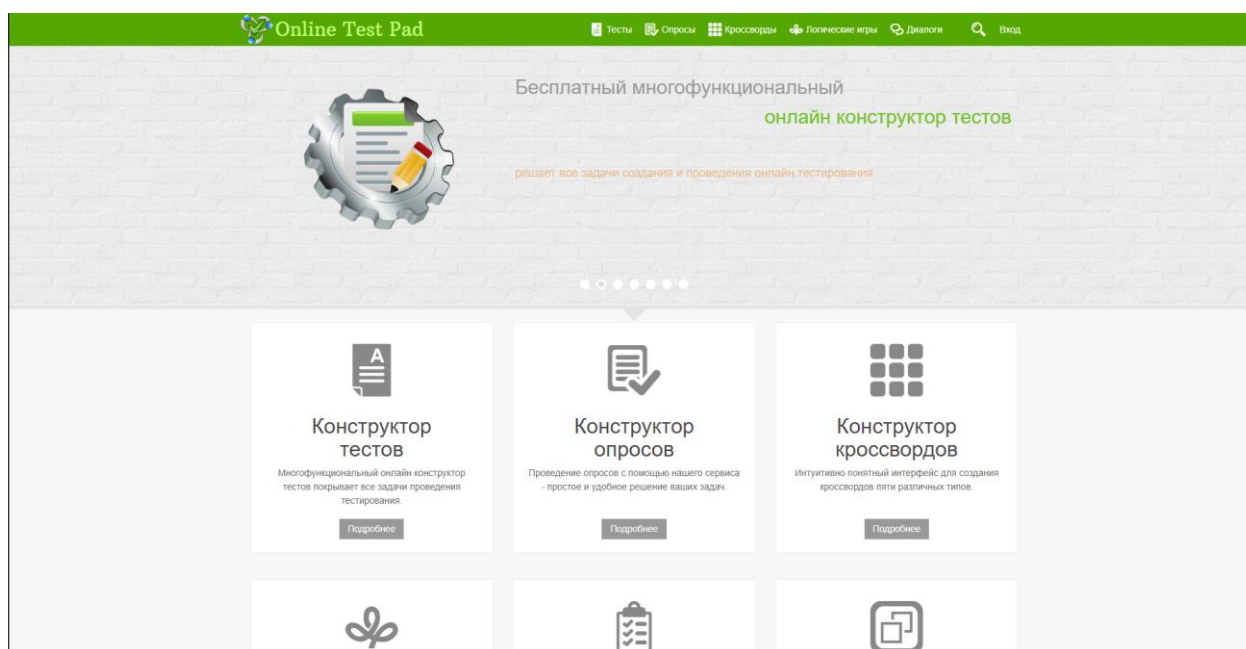 Online Test Pad
Тесты Опросы Кроссворды Логические игры Диалоги Вход
Бесплатный многофункциональный
онлайн конструктор тестов
решает все задачи создания и проведения онлайн тестирования
A
Конструктор
тестов
Многофункциональный онлайн конструктор
тестов покрывает все задачи проведения
тестирования.
Подробнее
Конструктор
опросов
Проведение опросов с помощью нашего сервиса
- простое и удобное решение ваших задач.
Подробнее
Конструктор
кроссвордов
Интуитивно понятный интерфейс для создания
кроссвордов пяти различных типов.
Подробнее